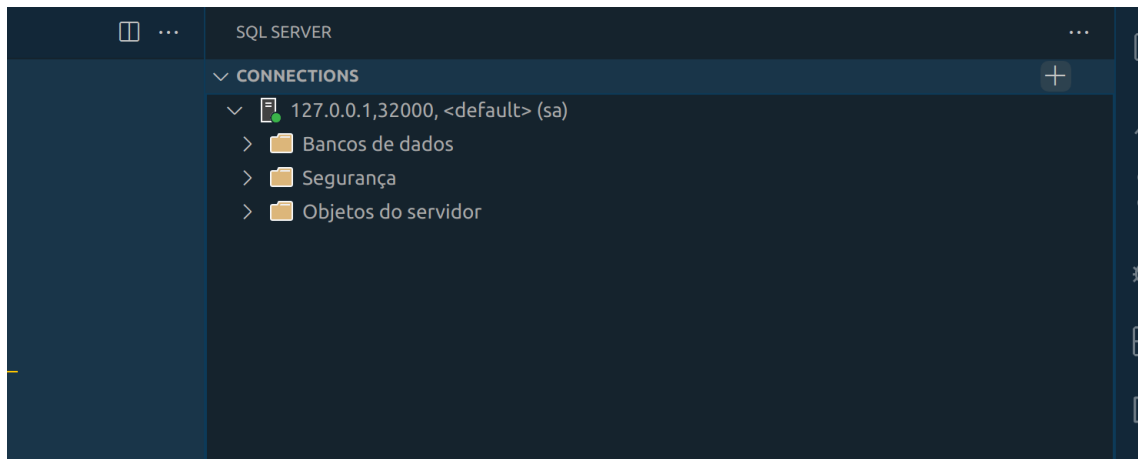 SQL SERVER
CONNECTIONS
127.0.0.1,32000, <default> (sa)
Bancos de dados
Segurança
Objetos do servidor